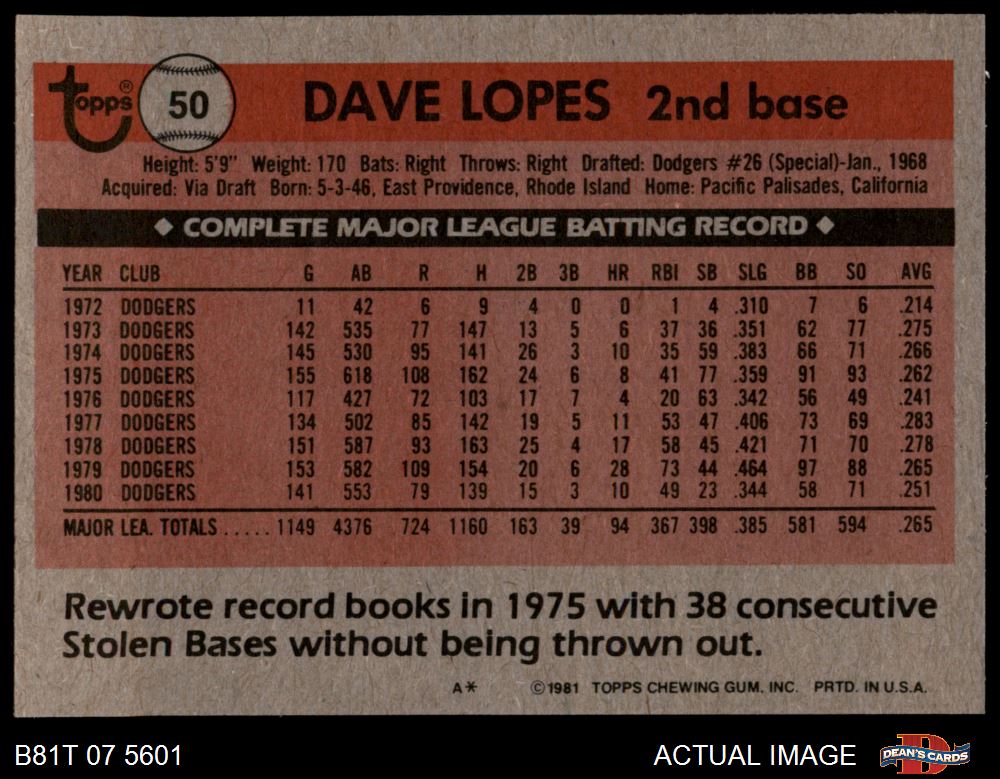 Topps® 50 DAVE LOPES 2nd base
Height: 5'9" Weight: 170 Bats: Right Throws: Right Drafted: Dodgers #26 (Special)-Jan., 1968
Acquired: Via Draft Born: 5-3-46, East Providence, Rhode Island Home: Pacific Palisades, California
◆ COMPLETE MAJOR LEAGUE BATTING RECORD ◆
YEAR CLUB G AB R H 2B 3B HR RBI SB SLG BB SO AVG
1972 DODGERS 11 42 6 9 4 0 0 1 4 .310 7 6 .214
1973 DODGERS 142 535 77 147 13 5 6 37 36 .351 62 77 .275
1974 DODGERS 145 530 95 141 26 3 10 35 59 .383 66 71 .266
1975 DODGERS 155 618 108 162 24 6 8 41 77 .359 91 93 .262
1976 DODGERS 117 427 72 103 17 7 4 20 63 .342 56 49 .241
1977 DODGERS 134 502 85 142 19 5 11 53 47 .406 73 69 .283
1978 DODGERS 151 587 93 163 25 4 17 58 45 .421 71 70 .278
1979 DODGERS 153 582 109 154 20 6 28 73 44 .464 97 88 .265
1980 DODGERS 141 553 79 139 15 3 10 49 23 .344 58 71 .251
MAJOR LEA. TOTALS ..... 1149 4376 724 1160 163 39 94 367 398 .385 581 594 .265
Rewrote record books in 1975 with 38 consecutive
Stolen Bases without being thrown out.
A* ©1981 TOPPS CHEWING GUM, INC. PRTD. IN U.S.A.
B81T 07 5601 ACTUAL IMAGE DEAN'S CARDS